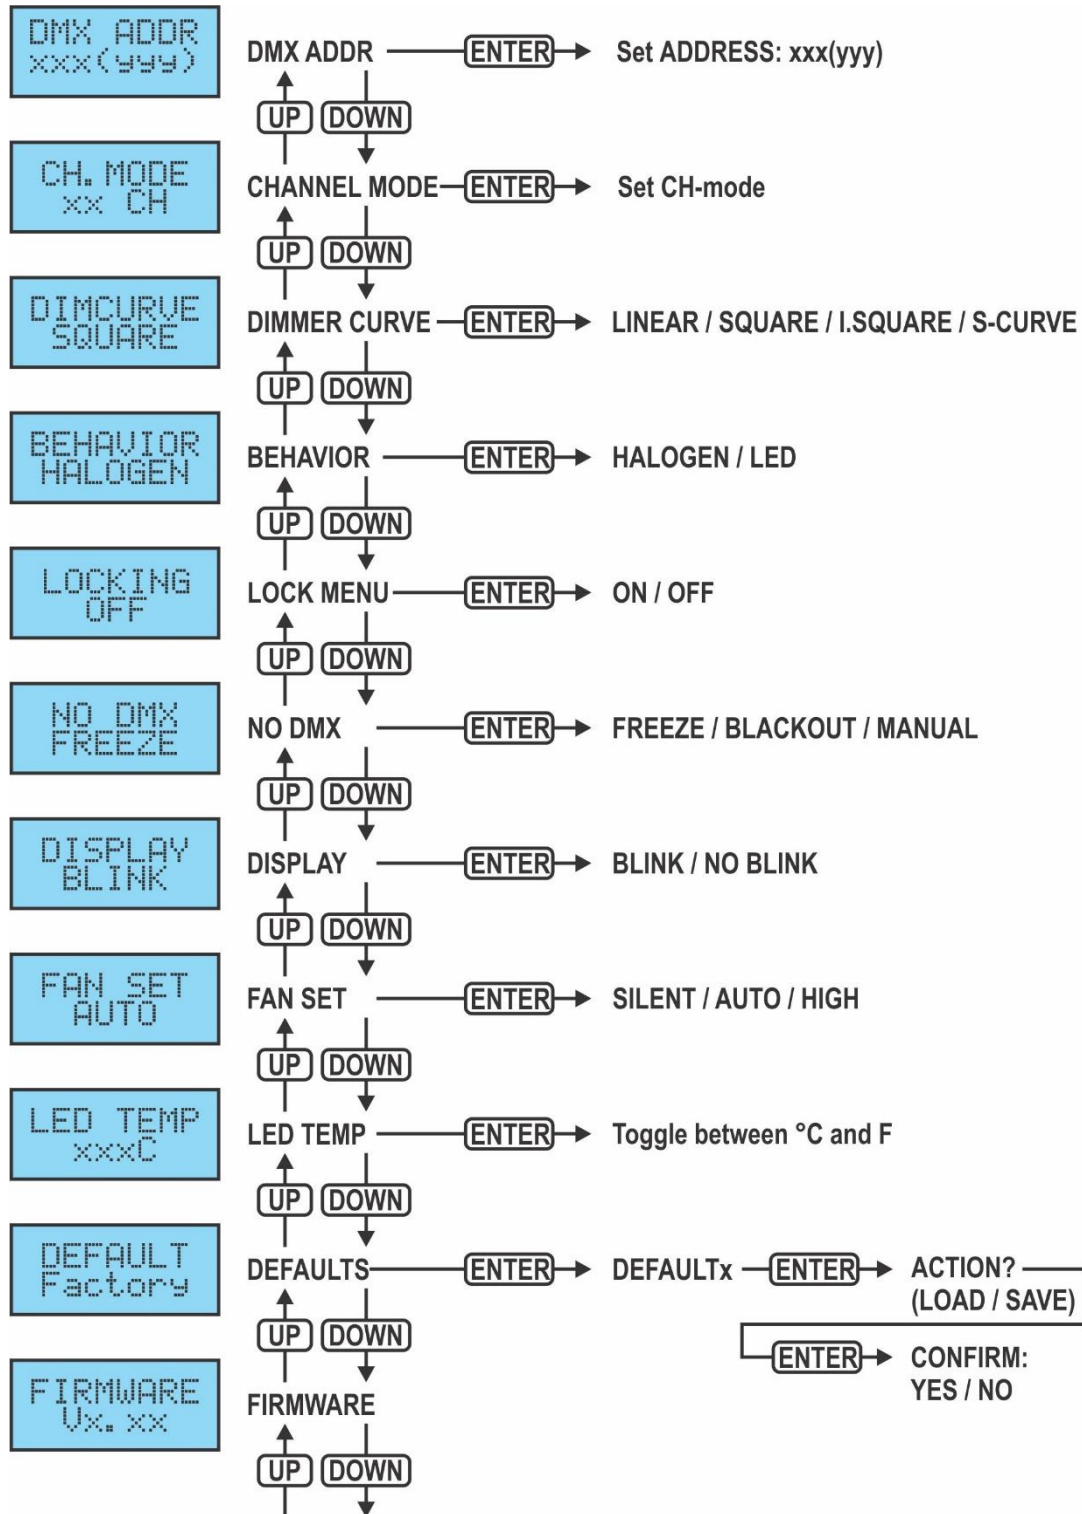 DMX ADDR
xxx(yyy)
DMX ADDR ENTER Set ADDRESS: xxx(yyy)
UP DOWN
CH.MODE
xx CH
CHANNEL MODE ENTER Set CH-mode
UP DOWN
DIMCURVE
SQUARE
DIMMER CURVE ENTER LINEAR / SQUARE / I.SQUARE / S-CURVE
UP DOWN
BEHAVIOR
HALOGEN
BEHAVIOR ENTER HALOGEN / LED
UP DOWN
LOCKING
OFF
LOCK MENU ENTER ON / OFF
UP DOWN
NO DMX
FREEZE
NO DMX ENTER FREEZE / BLACKOUT / MANUAL
UP DOWN
DISPLAY
BLINK
DISPLAY ENTER BLINK / NO BLINK
UP DOWN
FAN SET
AUTO
FAN SET ENTER SILENT / AUTO / HIGH
UP DOWN
LED TEMP
xxxC
LED TEMP ENTER Toggle between °C and F
UP DOWN
DEFAULT
Factory
DEFAULTS ENTER DEFAULTx ENTER ACTION?
(LOAD / SAVE)
UP DOWN
ENTER CONFIRM:
YES / NO
FIRMWARE
Vx.xx
FIRMWARE
UP DOWN